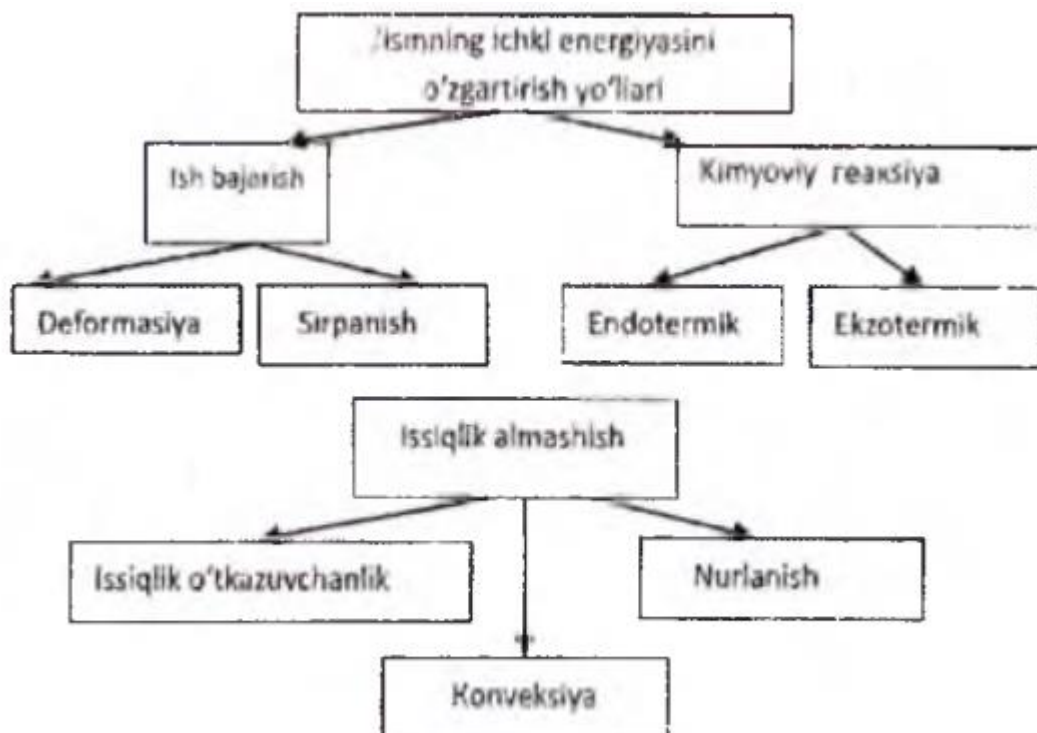 Jismning ichki energiyasini
o'zgartirish yo'llari
Ish bajarish
Kimyoviy reaksiya
Deformasiya
Sirpanish
Endotermik
Ekzotermik
Issiqlik almashish
Issiqlik o'tkazuvchanlik
Nurlanish
Konveksiya